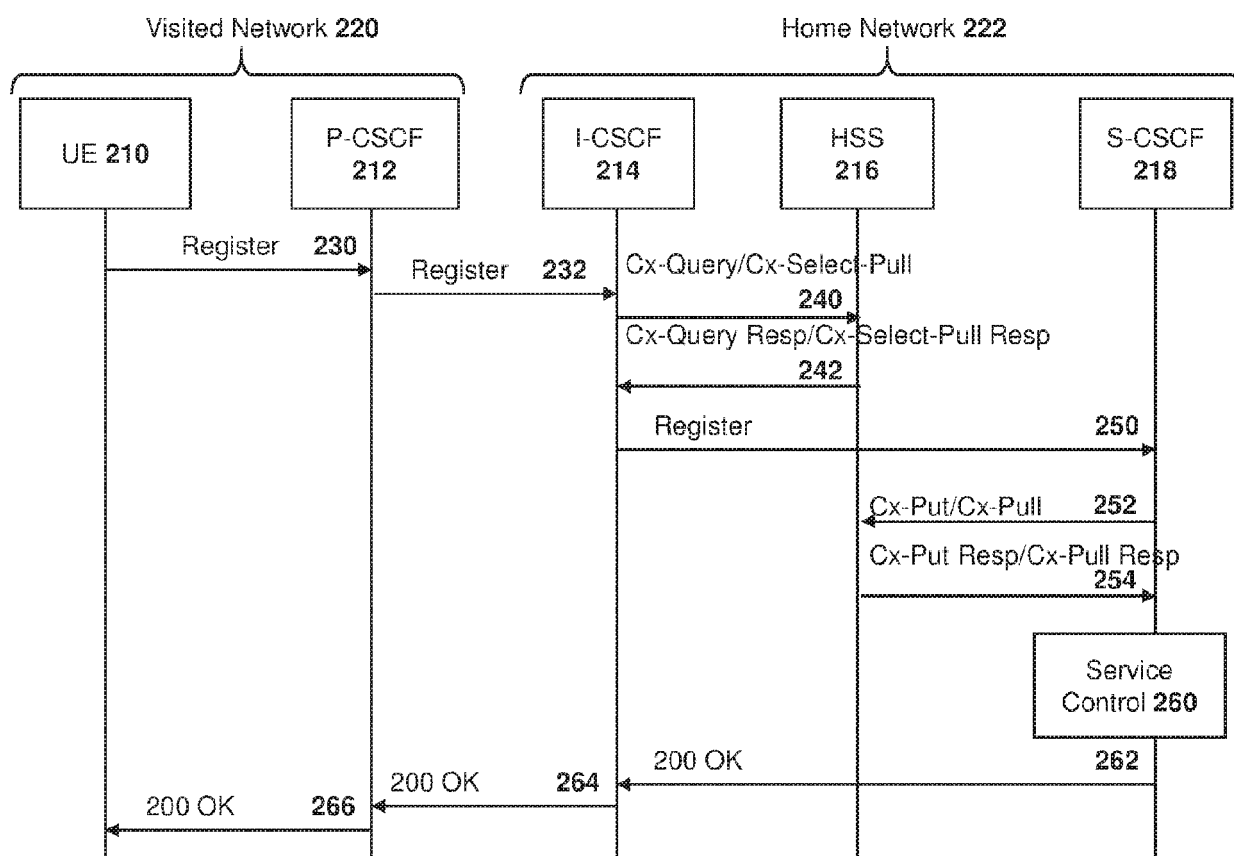 Visited Network 220
Home Network 222
UE 210
P-CSCF
212
I-CSCF
214
HSS
216
S-CSCF
218
Register 230
Register 232
Cx-Query/Cx-Select-Pull
240
Cx-Query Resp/Cx-Select-Pull Resp
242
Register 250
Cx-Put/Cx-Pull 252
Cx-Put Resp/Cx-Pull Resp
254
Service
Control 260
200 OK 262
200 OK 264
200 OK 266